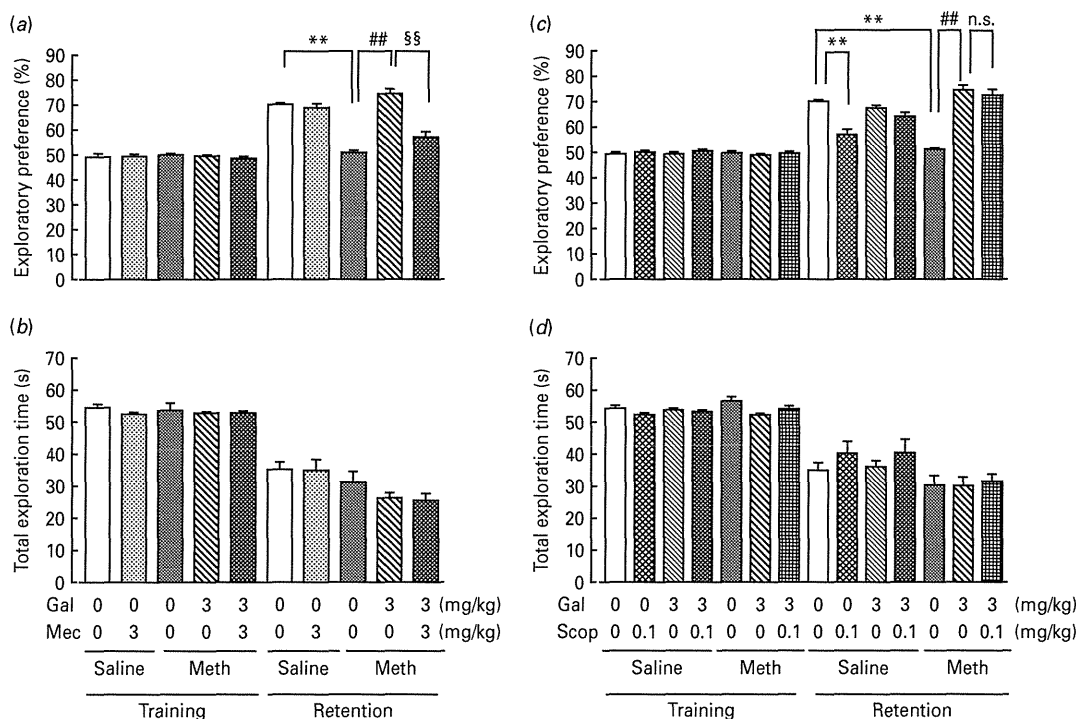 (a)
** ## §§
Exploratory preference (%)
90
80
70
60
50
40
30
20
10
0
(b)
Total exploration time (s)
70
60
50
40
30
20
10
0
Gal 0 0 0 3 3 0 0 0 3 3 (mg/kg)
Mec 0 3 0 0 3 0 3 0 0 3 (mg/kg)
Saline Meth Saline Meth
Training Retention
(c)
** ## n.s.
**
Exploratory preference (%)
90
80
70
60
50
40
30
20
10
0
(d)
Total exploration time (s)
70
60
50
40
30
20
10
0
Gal 0 0 3 3 0 3 3 0 0 3 3 0 3 3 (mg/kg)
Scop 0 0.1 0 0.1 0 0 0.1 0 0.1 0 0.1 0 0 0.1 (mg/kg)
Saline Meth Saline Meth
Training Retention